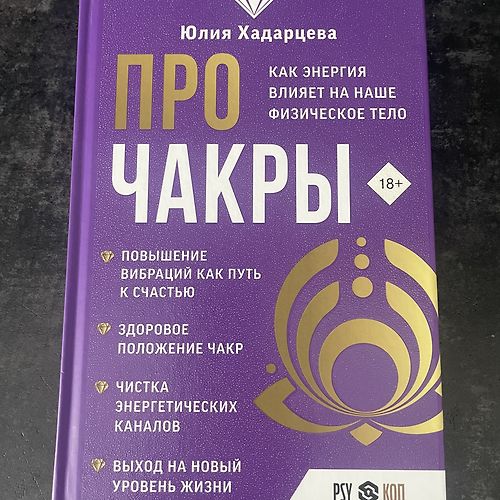 Юлия Хадарцева
ПРО
КАК ЭНЕРГИЯ
ВЛИЯЕТ НА НАШЕ
ФИЗИЧЕСКОЕ ТЕЛО
ЧАКРЫ
18+
ПОВЫШЕНИЕ
ВИБРАЦИЙ КАК ПУТЬ
К СЧАСТЬЮ
ЗДОРОВОЕ
ПОЛОЖЕНИЕ ЧАКР
ЧИСТКА
ЭНЕРГЕТИЧЕСКИХ
КАНАЛОВ
ВЫХОД НА НОВЫЙ
УРОВЕНЬ ЖИЗНИ
PSY КОД